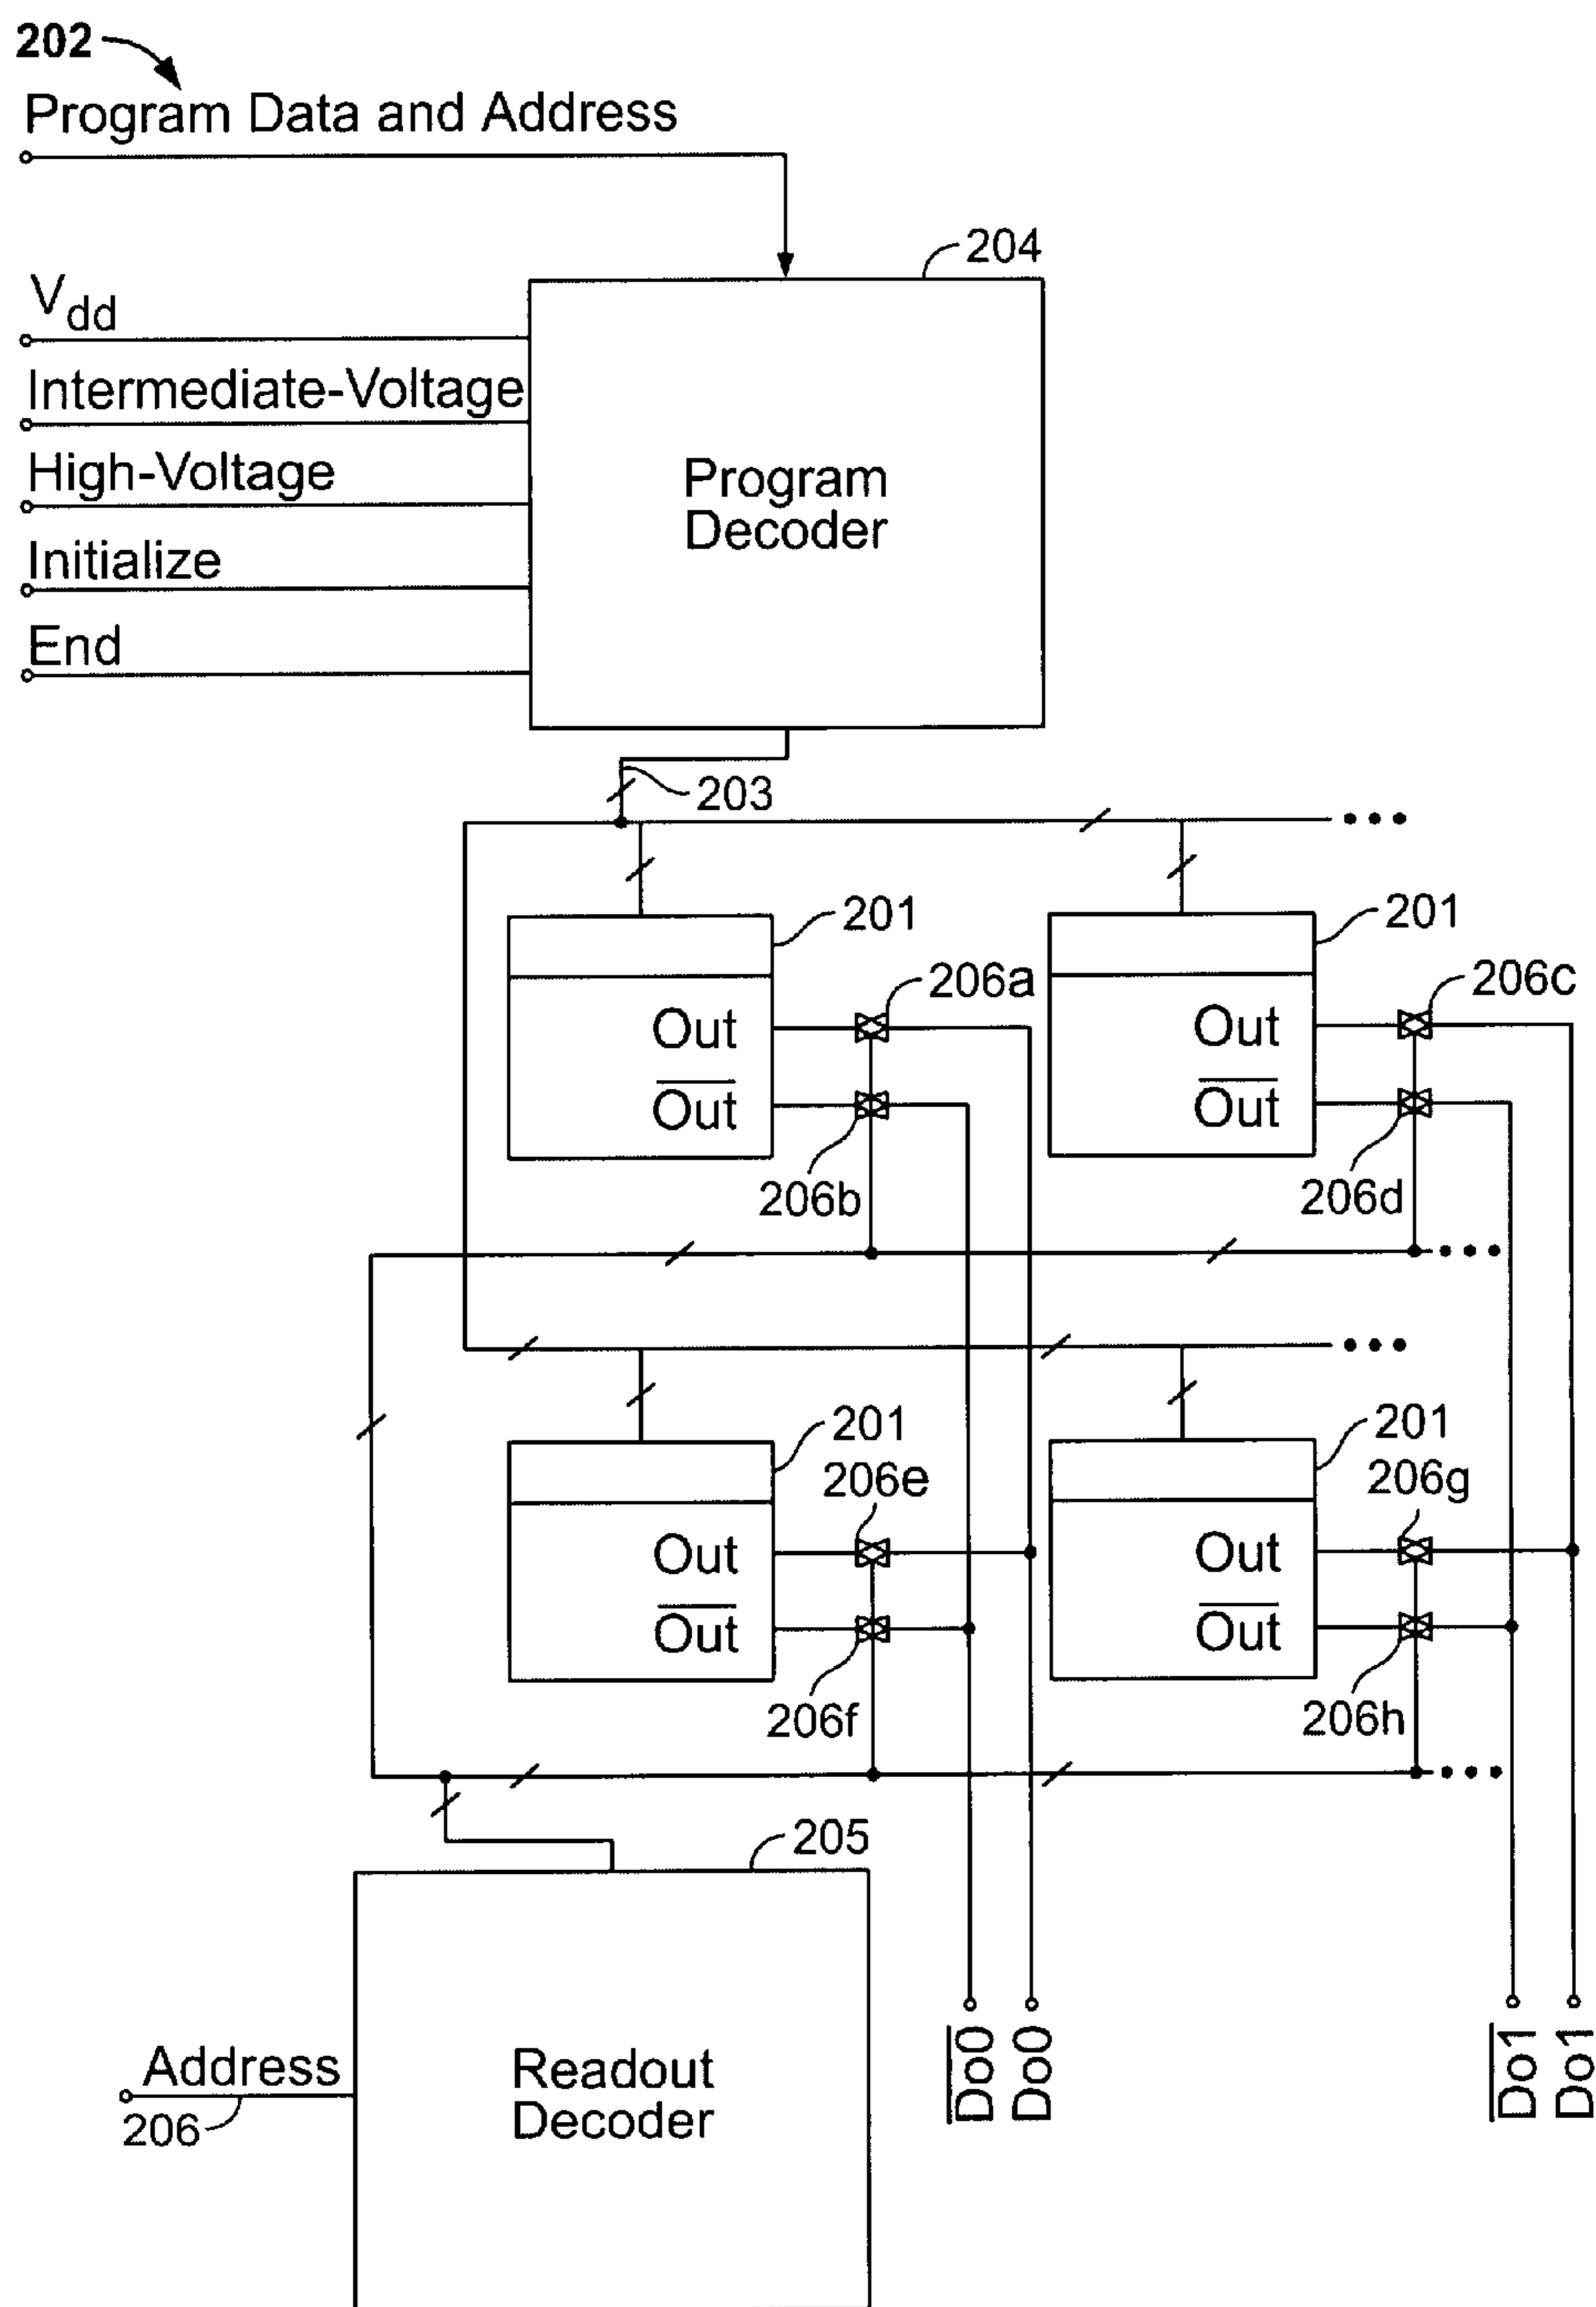 202
Program Data and Address
204
Vdd
Intermediate-Voltage
High-Voltage
Initialize
End
Program
Decoder
203
201
201
206a
206c
Out
Out
Out
Out
206b
206d
201
201
206e
206g
Out
Out
Out
Out
206f
206h
205
Address
206
Readout
Decoder
Do0
Do0
Do1
Do1